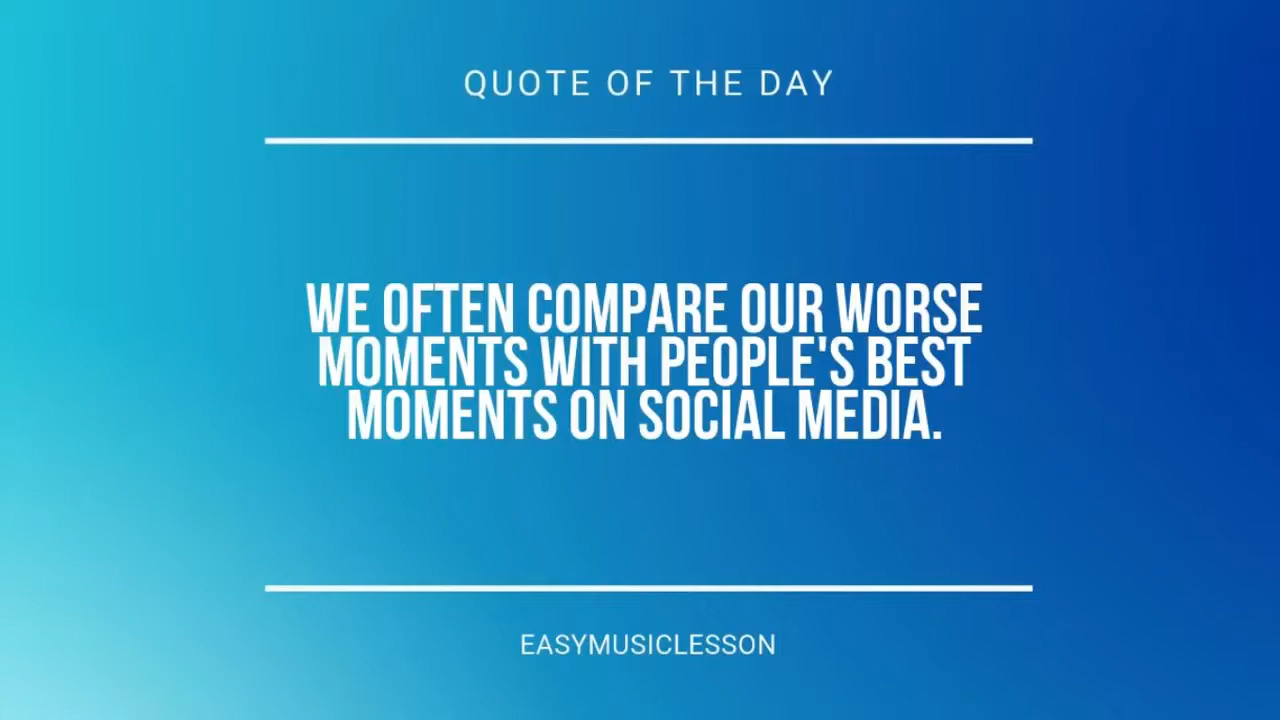 QUOTE OF THE DAY
WE OFTEN COMPARE OUR WORSE
MOMENTS WITH PEOPLE'S BEST
MOMENTS ON SOCIAL MEDIA.
EASYMUSICLESSON